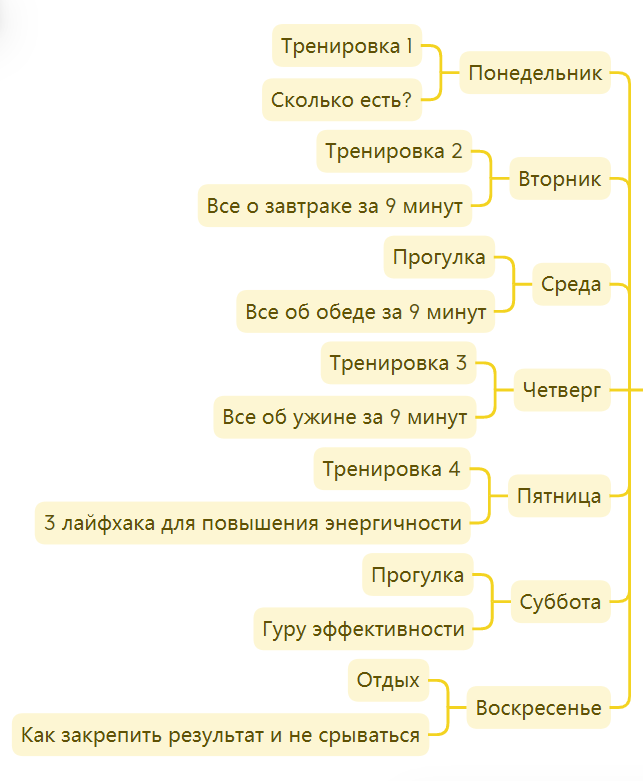 Тренировка 1
Понедельник
Сколько есть?
Тренировка 2
Вторник
Все о завтраке за 9 минут
Прогулка
Среда
Все об обеде за 9 минут
Тренировка 3
Четверг
Все об ужине за 9 минут
Тренировка 4
Пятница
3 лайфхака для повышения энергичности
Прогулка
Суббота
Гуру эффективности
Отдых
Воскресенье
Как закрепить результат и не срываться